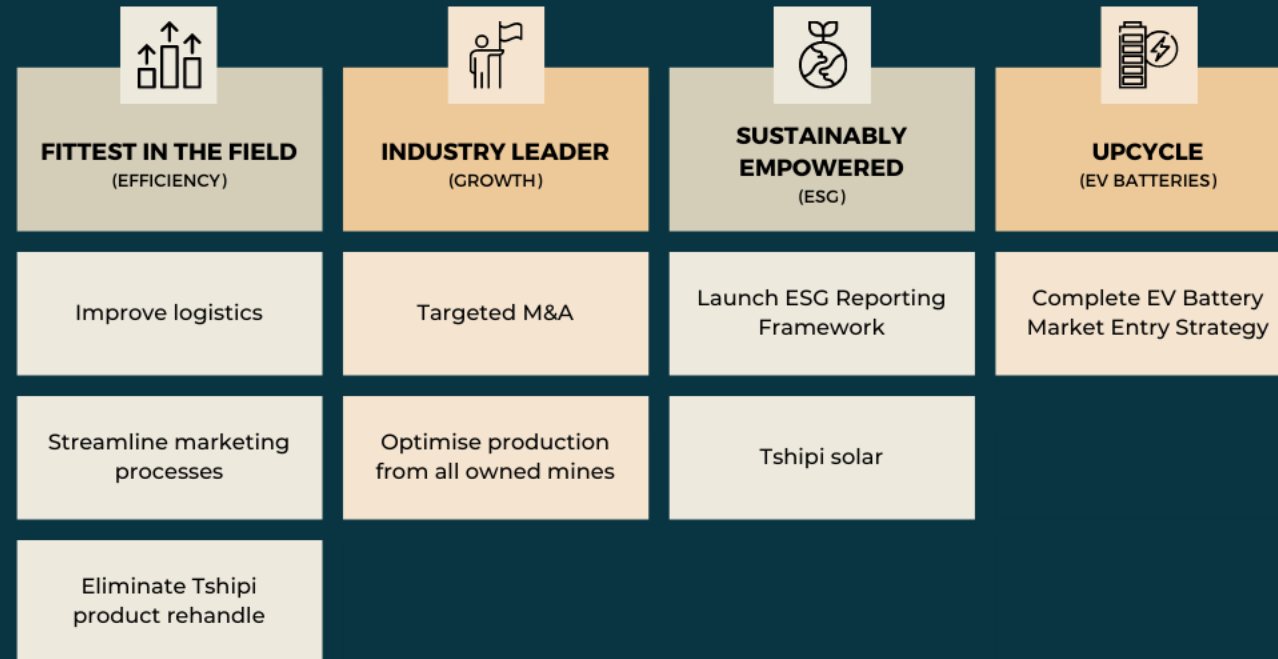 FITTEST IN THE FIELD
(EFFICIENCY)
Improve logistics
Streamline marketing
processes
Eliminate Tshipi
product rehandle
INDUSTRY LEADER
(GROWTH)
Targeted M&A
Optimise production
from all owned mines
SUSTAINABLY
EMPOWERED
(ESG)
Launch ESG Reporting
Framework
Tshipi solar
UPCYCLE
(EV BATTERIES)
Complete EV Battery
Market Entry Strategy